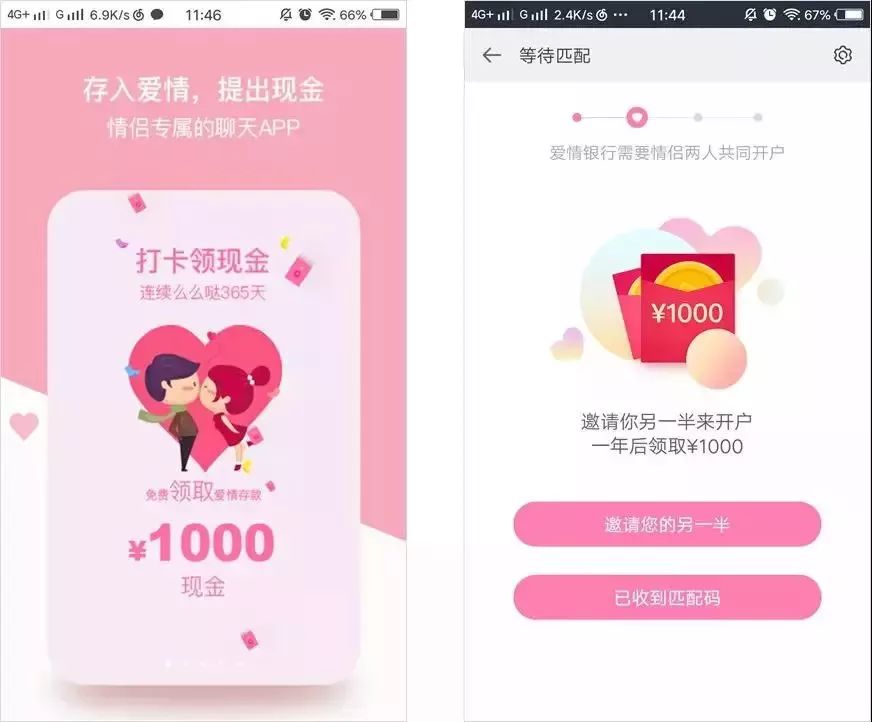 4G+ G 6.9K/s 11:46 66%
存入爱情，提出现金
情侣专属的聊天APP
打卡领现金
连续么么哒365天
免费领取爱情存款
¥1000
现金
4G+ G 2.4K/s 11:44 67%
等待匹配
爱情银行需要情侣两人共同开户
¥1000
邀请你另一半来开户
一年后领取¥1000
邀请您的另一半
已收到匹配码